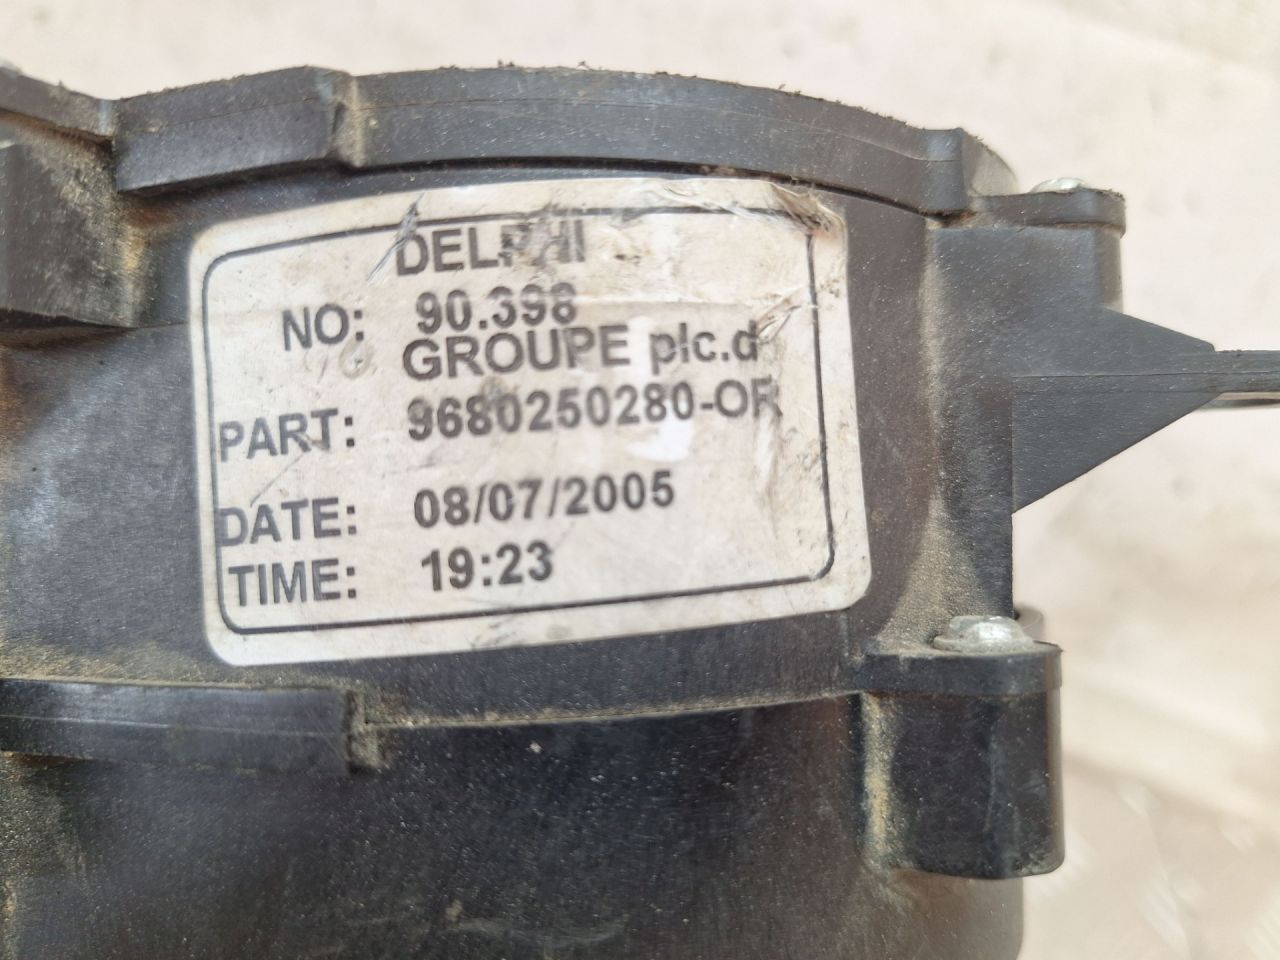 DELPHI
NO: 90.398
GROUPE plc.d
PART: 9680250280-OR
DATE: 08/07/2005
TIME: 19:23